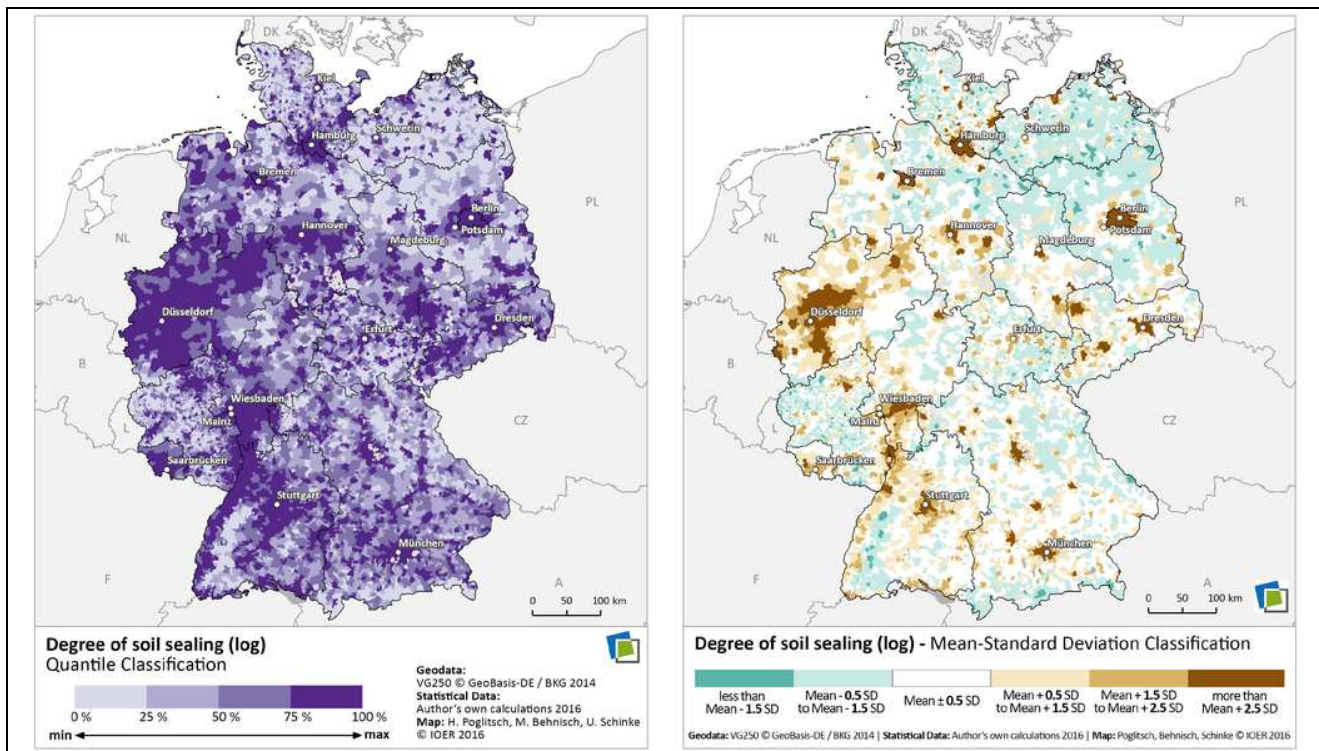 DK
Kiel
Hamburg
Schwerin
Bremen
Berlin
Potsdam
PL
NL
Hannover
Magdeburg
Düsseldorf
Dresden
Erfurt
B
Wiesbaden
Mainz
L
CZ
Saarbrücken
Stuttgart
München
F
A
0 50 100 km
Degree of soil sealing (log)
Quantile Classification
0 % 25 % 50 % 75 % 100 %
min max
Geodata:
VG250 © GeoBasis-DE / BKG 2014
Statistical Data:
Author's own calculations 2016
Map: H. Poglitsch, M. Behnisch, U. Schinke
© IOER 2016
DK
Kiel
Hamburg
Schwerin
Bremen
Berlin
Potsdam
PL
NL
Hannover
Magdeburg
Düsseldorf
Dresden
Erfurt
B
Wiesbaden
Mainz
L
CZ
Saarbrücken
Stuttgart
München
F
A
0 50 100 km
Degree of soil sealing (log) - Mean-Standard Deviation Classification
less than
Mean - 1.5 SD
Mean - 0.5 SD
to Mean - 1.5 SD
Mean ± 0.5 SD
Mean + 0.5 SD
to Mean + 1.5 SD
Mean + 1.5 SD
to Mean + 2.5 SD
more than
Mean + 2.5 SD
Geodata: VG250 © GeoBasis-DE / BKG 2014 | Statistical Data: Author's own calculations 2016 | Map: Poglitsch, Behnisch, Schinke © IOER 2016